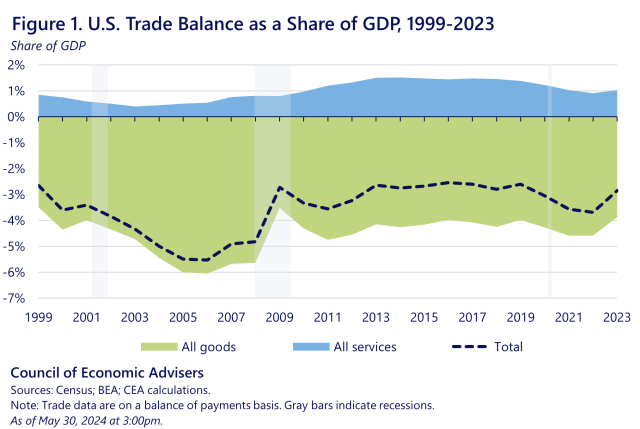 Figure 1. U.S. Trade Balance as a Share of GDP, 1999-2023
Share of GDP
2%
1%
0%
-1%
-2%
-3%
-4%
-5%
-6%
-7%
1999 2001 2003 2005 2007 2009 2011 2013 2015 2017 2019 2021 2023
All goods All services Total
Council of Economic Advisers
Sources: Census; BEA; CEA calculations.
Note: Trade data are on a balance of payments basis. Gray bars indicate recessions.
As of May 30, 2024 at 3:00pm.